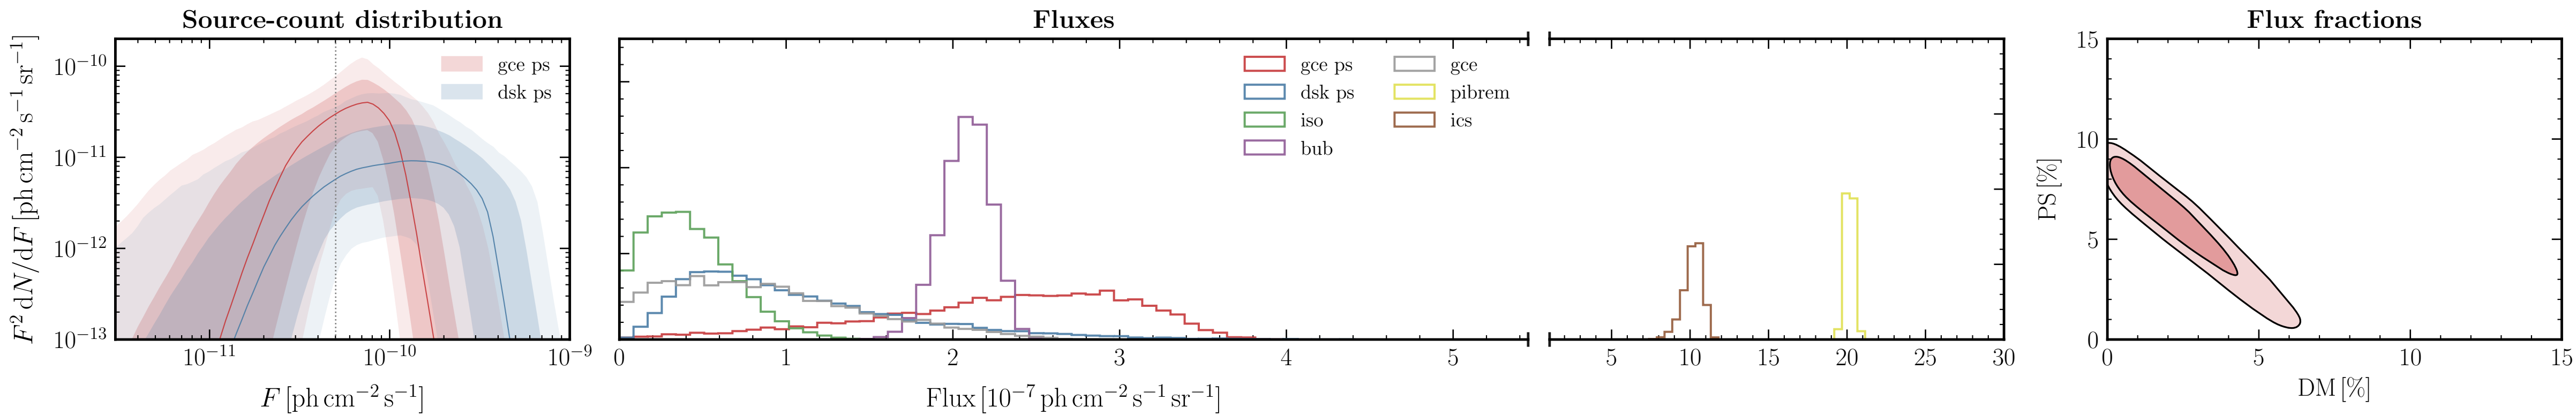 Source-count distribution
F² dN/dF [ph cm⁻² s⁻¹ sr⁻¹]
10⁻¹⁰
10⁻¹¹
10⁻¹²
10⁻¹³
gce ps
dsk ps
10⁻¹¹
10⁻¹⁰
10⁻⁹
F [ph cm⁻² s⁻¹]
Fluxes
gce ps
dsk ps
iso
bub
gce
pibrem
ics
0
1
2
3
4
5
5
10
15
20
25
30
Flux [10⁻⁷ ph cm⁻² s⁻¹ sr⁻¹]
Flux fractions
PS [%]
15
10
5
0
0
5
10
15
DM [%]